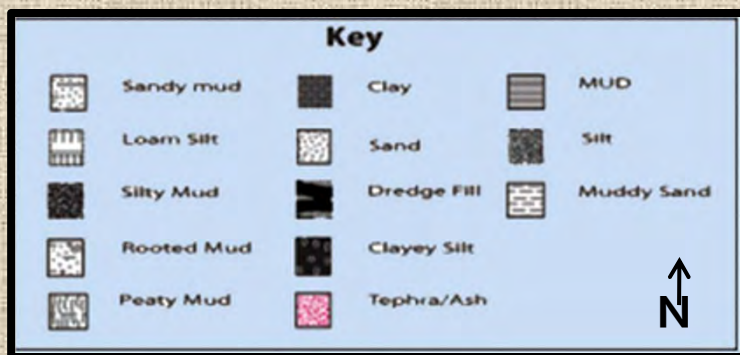 Key
Sandy mud
Clay
MUD
Loam Silt
Sand
Silt
Silty Mud
Dredge Fill
Muddy Sand
Rooted Mud
Clayey Silt
Peaty Mud
Tephra/Ash
N